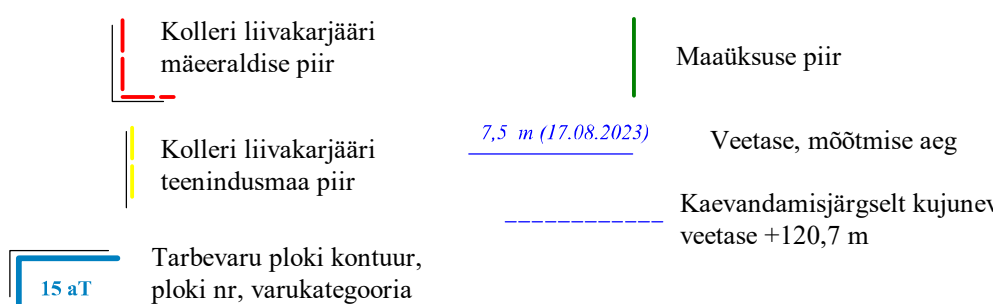 Kolleri liivakarjääri
mäeeraldise piir
Kolleri liivakarjääri
teenindusmaa piir
15 aT
Tarbevaru ploki kontuur,
ploki nr, varukategooria
Maaüksuse piir
7,5 m (17.08.2023)
Veetase, mõõtmise aeg
Kaevandamisjärgselt kujunev
veetase +120,7 m